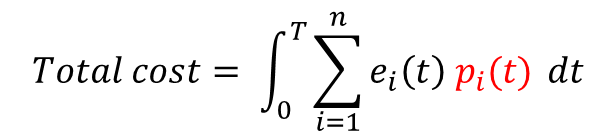 Total cost = ∫₀ᵀ ∑ᵢ₌₁ⁿ eᵢ(t) pᵢ(t) dt